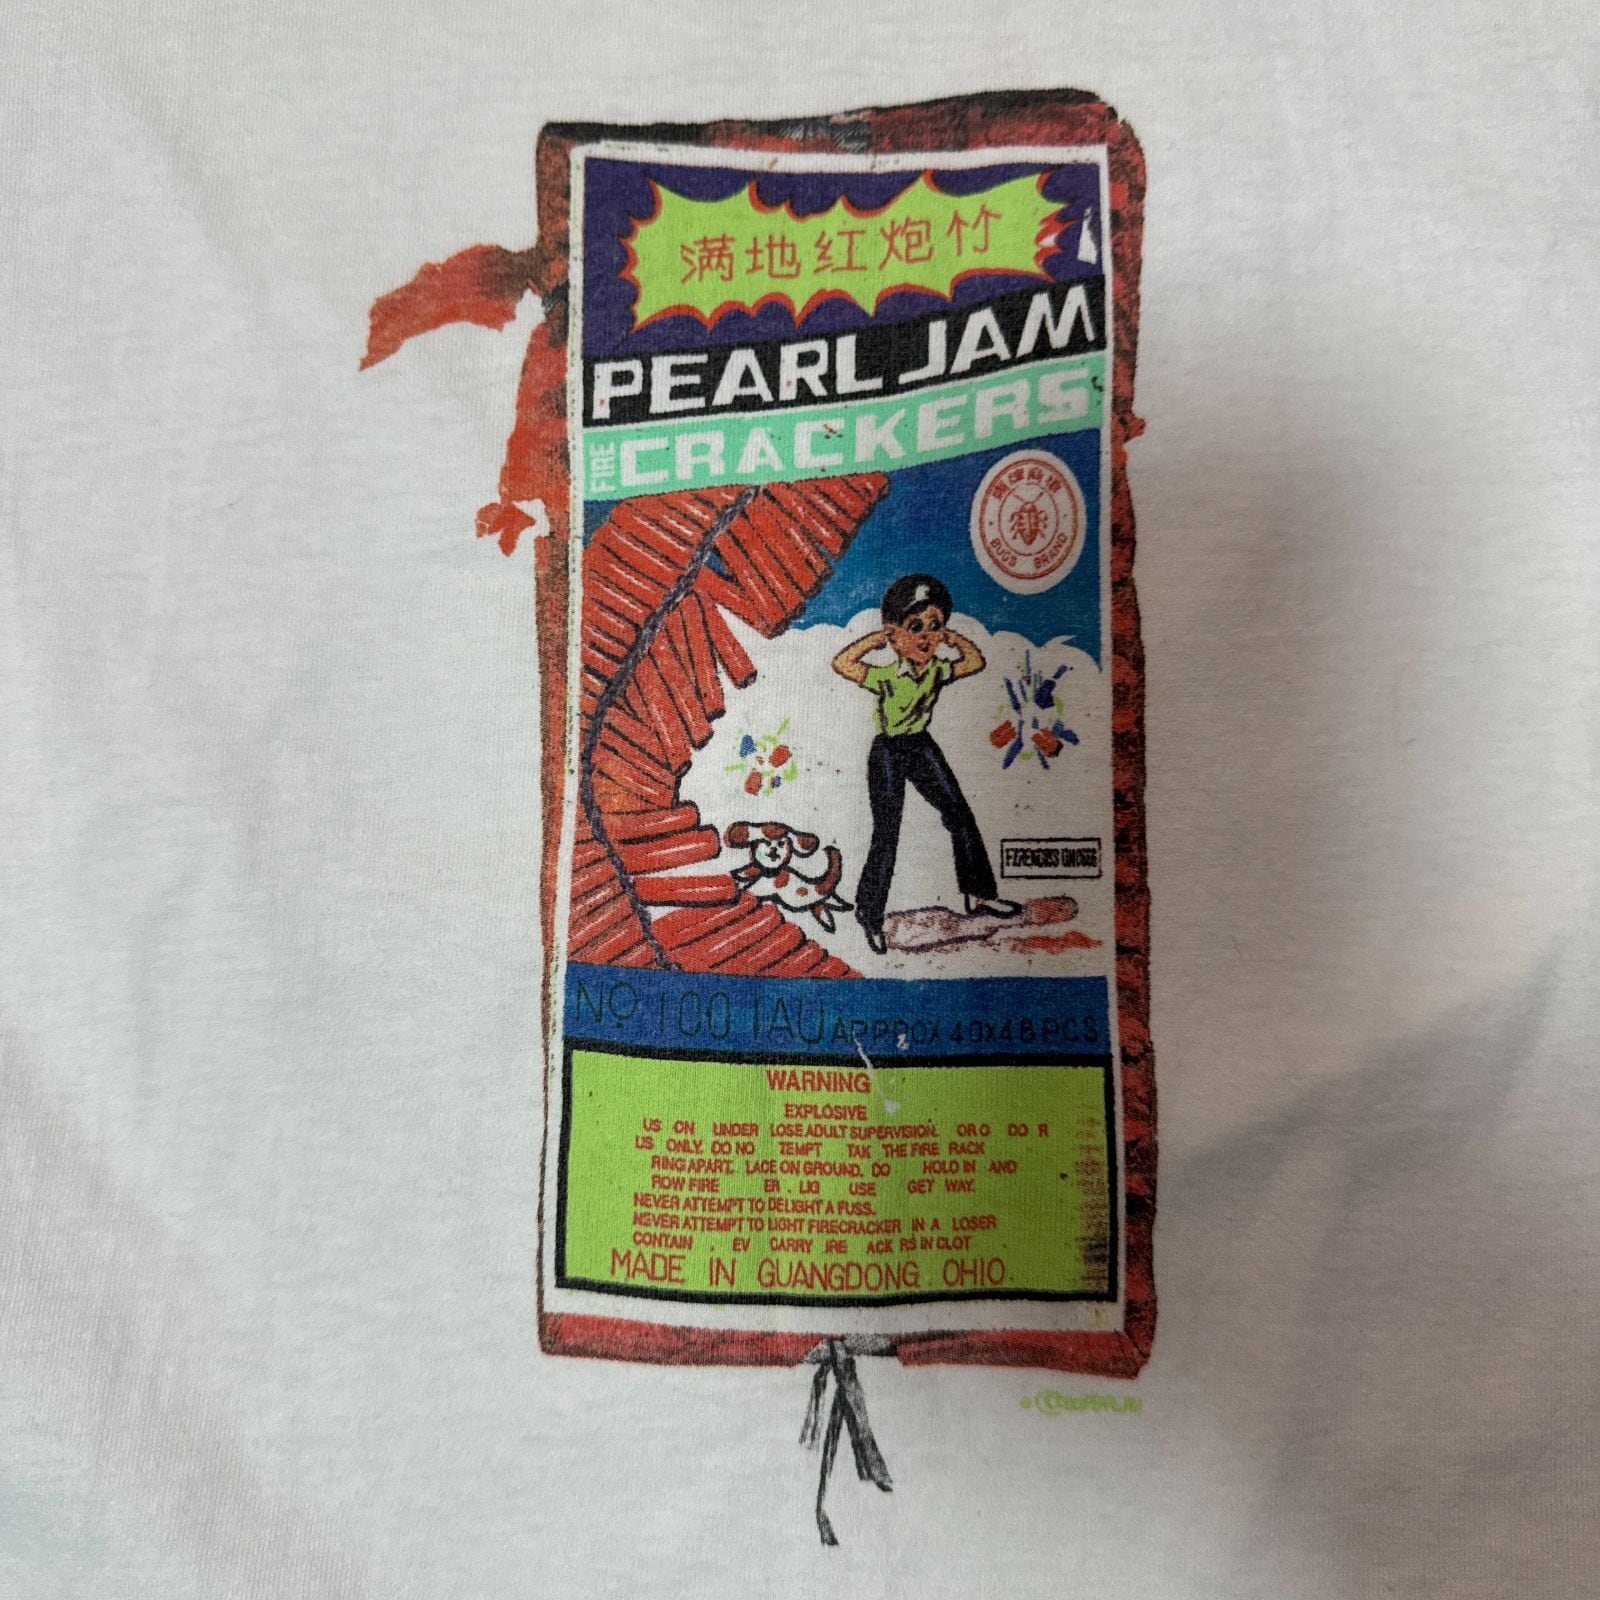 满地红炮竹
PEARL JAM
FIRE CRACKERS
BUGS BRAND
NO 100 TAU APPROX 40X48 PCS
WARNING
EXPLOSIVE
US ON UNDER LOSE ADULT SUPERVISION. OR O DO R
US ONLY. DO NO TEMPT TAK THE FIRE RACK
RING APART. LACE ON GROUND. DO HOLD IN AND
ROW FIRE ER . LIG USE GET WAY.
NEVER ATTEMPT TO DELIGHT A FUSS.
NEVER ATTEMPT TO LIGHT FIRECRACKER IN A LOSER
CONTAIN . EV CARRY IRE ACK RS IN CLOT
MADE IN GUANGDONG OHIO.